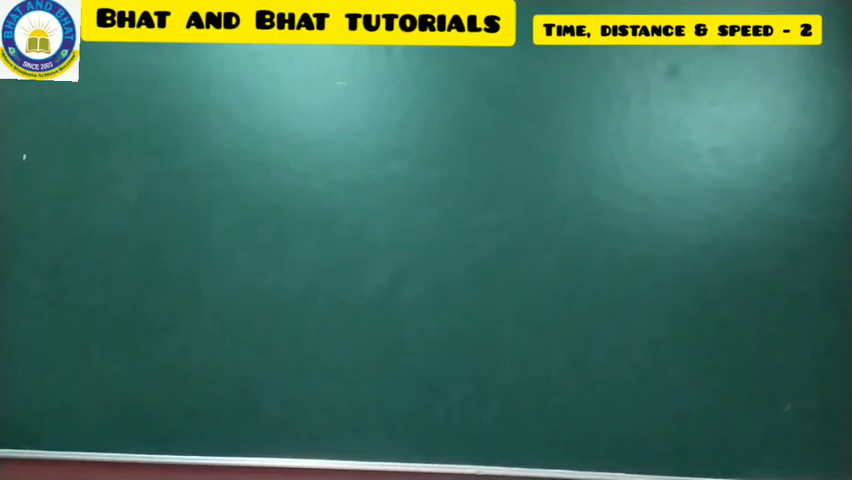 BHAT AND BHAT TUTORIALS
TIME, DISTANCE & SPEED - 2
BHAT AND BHAT
SINCE 2003